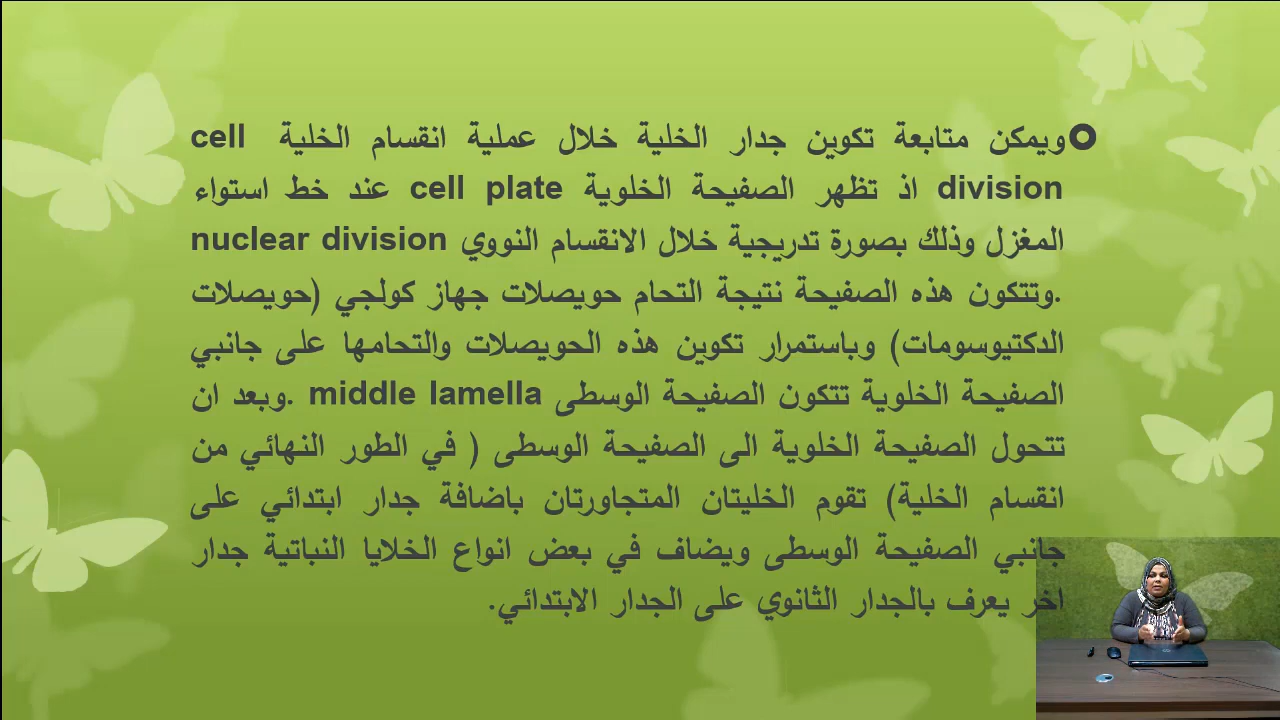 ويمكن متابعة تكوين جدار الخلية خلال عملية انقسام الخلية cell
division اذ تظهر الصفيحة الخلوية cell plate عند خط استواء
المغزل وذلك بصورة تدريجية خلال الانقسام النووي nuclear division
.وتتكون هذه الصفيحة نتيجة التحام حويصلات جهاز كولجي (حويصلات
الدكتيوسومات) وباستمرار تكوين هذه الحويصلات والتحامها على جانبي
الصفيحة الخلوية تتكون الصفيحة الوسطى middle lamella .وبعد ان
تتحول الصفيحة الخلوية الى الصفيحة الوسطى ( في الطور النهائي من
انقسام الخلية) تقوم الخليتان المتجاورتان باضافة جدار ابتدائي على
جانبي الصفيحة الوسطى ويضاف في بعض انواع الخلايا النباتية جدار
اخر يعرف بالجدار الثانوي على الجدار الابتدائي.